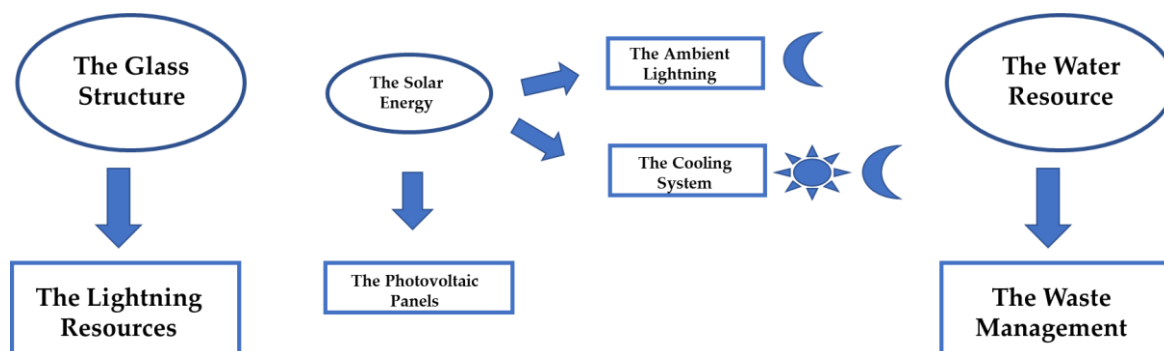 The Glass
Structure
The Lightning
Resources
The Solar
Energy
The Photovoltaic
Panels
The Ambient
Lightning
The Cooling
System
The Water
Resource
The Waste
Management